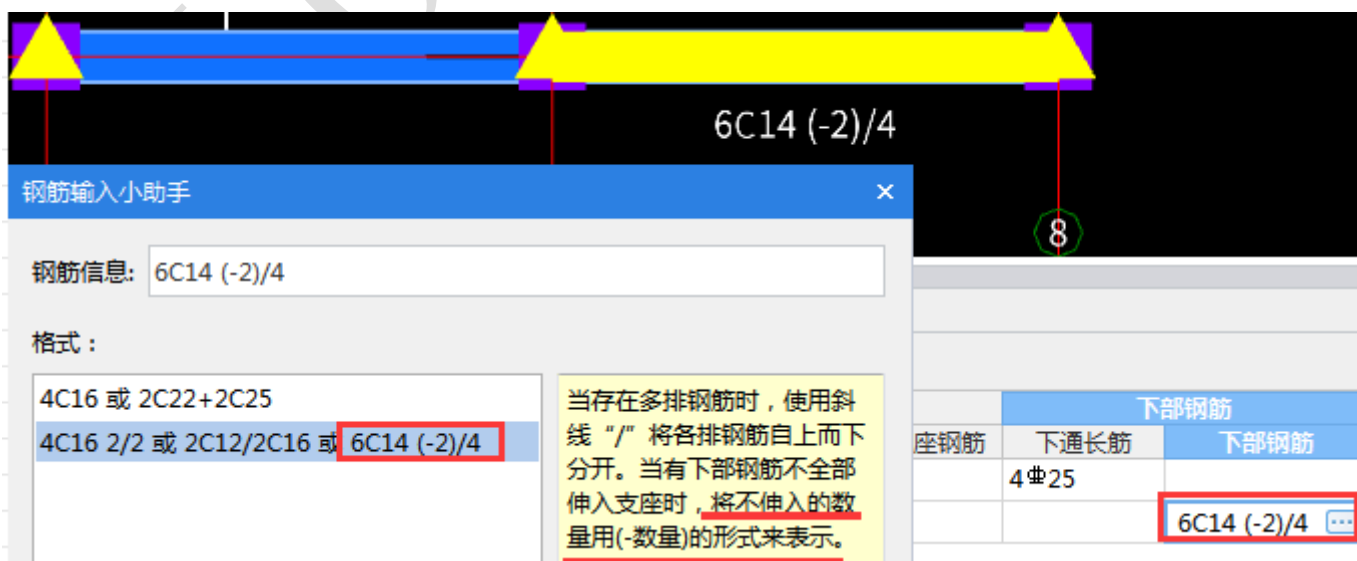 6C14 (-2)/4
钢筋输入小助手 ×
8
钢筋信息: 6C14 (-2)/4
格式：
4C16 或 2C22+2C25
4C16 2/2 或 2C12/2C16 或 6C14 (-2)/4
当存在多排钢筋时，使用斜
线“/”将各排钢筋自上而下
分开。当有下部钢筋不全部
伸入支座时，将不伸入的数
量用(-数量)的形式来表示。
下部钢筋
座钢筋 下通长筋 下部钢筋
4⌽25
6C14 (-2)/4 ...